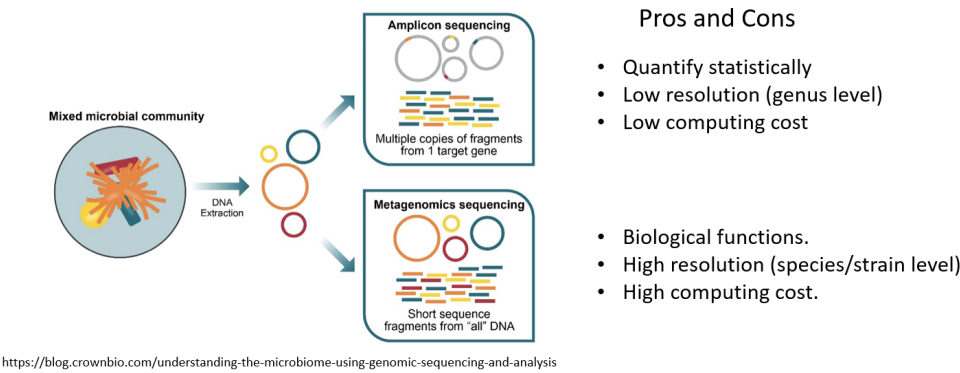 Mixed microbial community
DNA
Extraction
Amplicon sequencing
Multiple copies of fragments
from 1 target gene
Metagenomics sequencing
Short sequence
fragments from “all” DNA
Pros and Cons
• Quantify statistically
• Low resolution (genus level)
• Low computing cost
• Biological functions.
• High resolution (species/strain level)
• High computing cost.
https://blog.crownbio.com/understanding-the-microbiome-using-genomic-sequencing-and-analysis